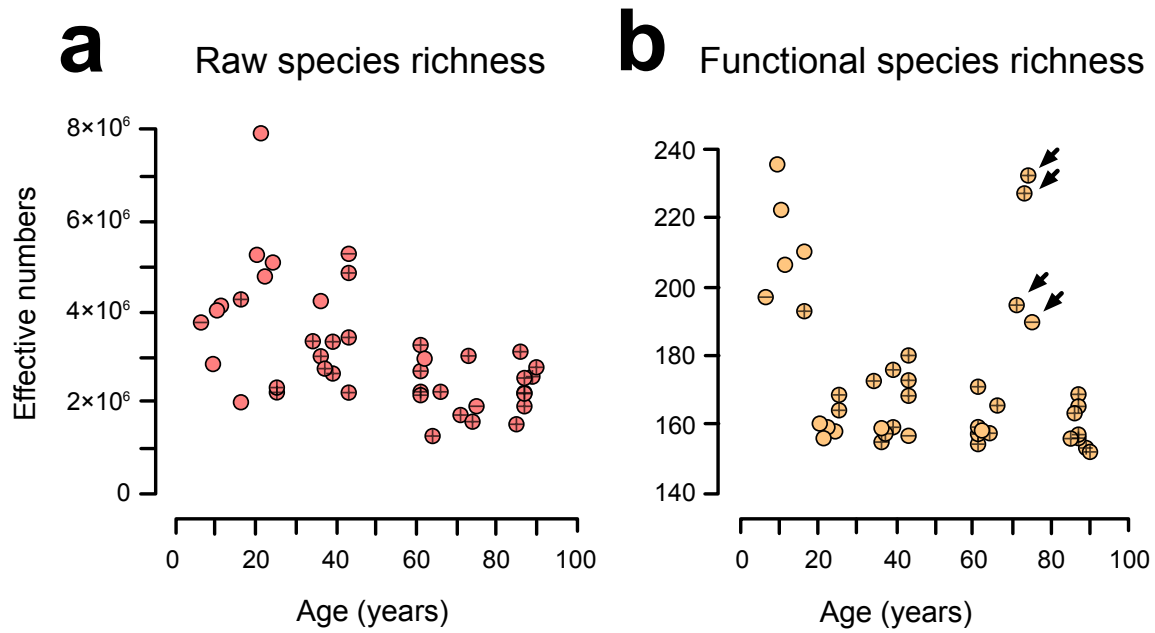 a
Raw species richness
Effective numbers
8×10⁶
6×10⁶
4×10⁶
2×10⁶
0
0 20 40 60 80 100
Age (years)
b
Functional species richness
240
220
200
180
160
140
0 20 40 60 80 100
Age (years)